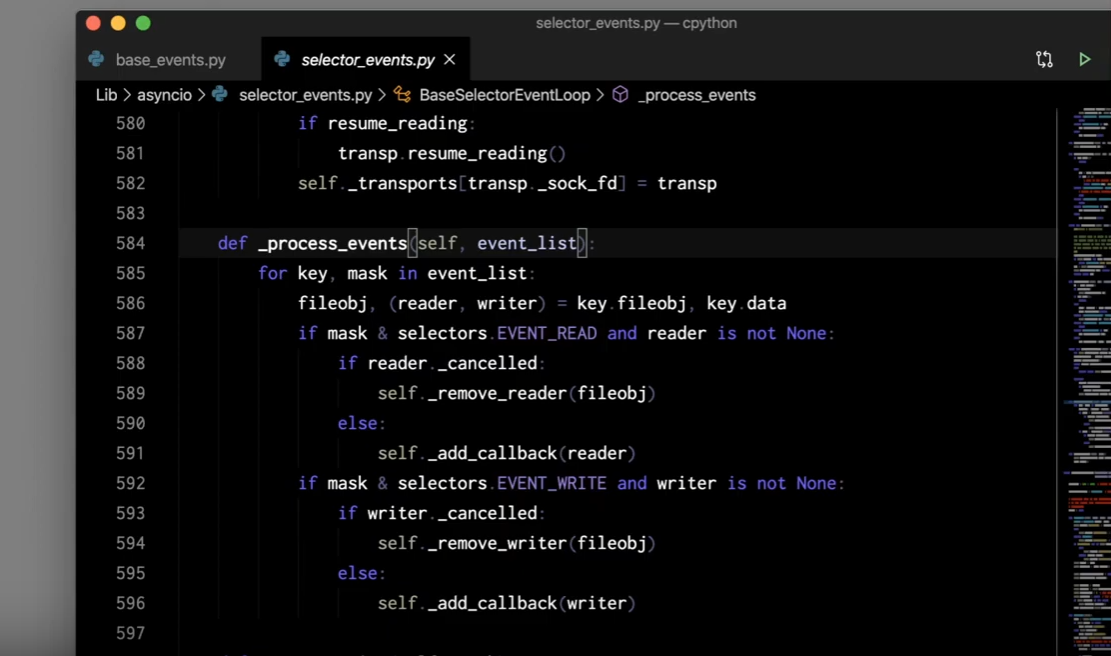 selector_events.py — cpython
base_events.py selector_events.py
Lib > asyncio > selector_events.py > BaseSelectorEventLoop > _process_events
580 if resume_reading:
581 transp.resume_reading()
582 self._transports[transp._sock_fd] = transp
583
584 def _process_events(self, event_list):
585 for key, mask in event_list:
586 fileobj, (reader, writer) = key.fileobj, key.data
587 if mask & selectors.EVENT_READ and reader is not None:
588 if reader._cancelled:
589 self._remove_reader(fileobj)
590 else:
591 self._add_callback(reader)
592 if mask & selectors.EVENT_WRITE and writer is not None:
593 if writer._cancelled:
594 self._remove_writer(fileobj)
595 else:
596 self._add_callback(writer)
597